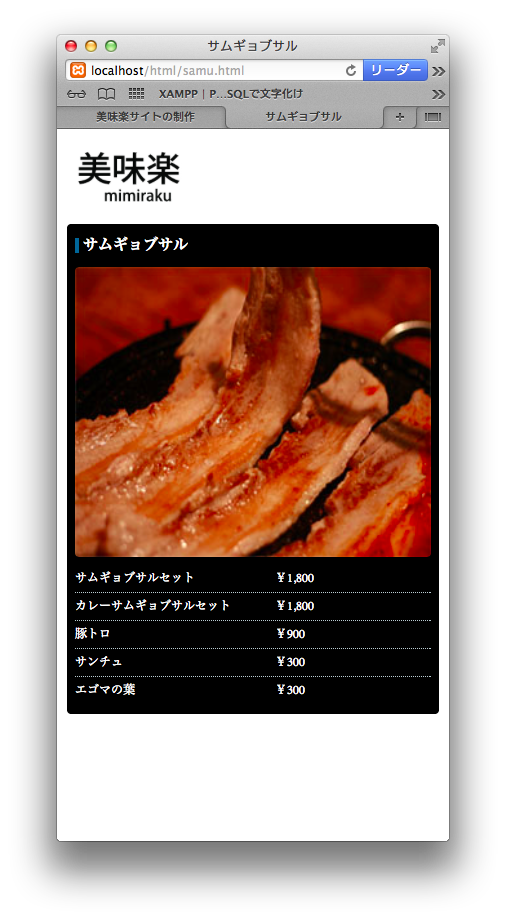 サムギョプサル
localhost/html/samu.html
リーダー
XAMPP | P...SQLで文字化け
美味楽サイトの制作
サムギョプサル
美味楽
mimiraku
サムギョプサル
サムギョプサルセット ¥1,800
カレーサムギョプサルセット ¥1,800
豚トロ ¥900
サンチュ ¥300
エゴマの葉 ¥300